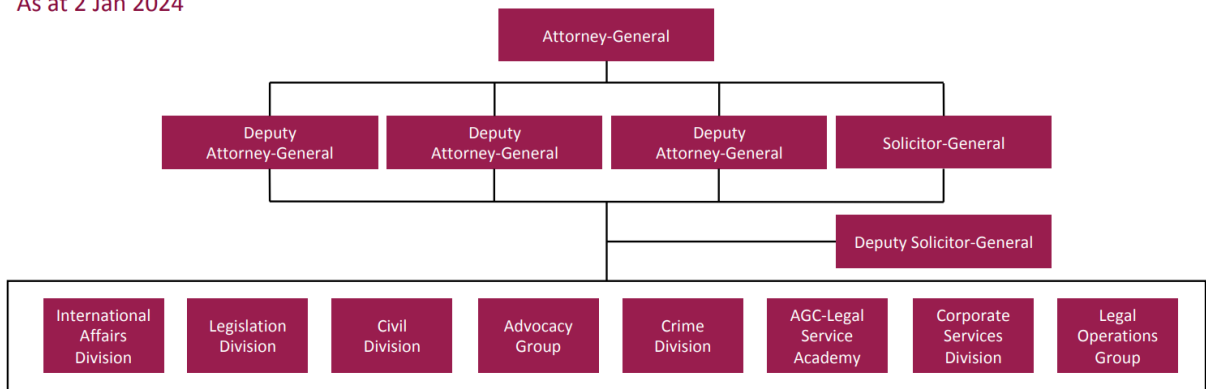 As at 2 Jan 2024
Attorney-General
Deputy
Attorney-General
Deputy
Attorney-General
Deputy
Attorney-General
Solicitor-General
Deputy Solicitor-General
International
Affairs
Division
Legislation
Division
Civil
Division
Advocacy
Group
Crime
Division
AGC-Legal
Service
Academy
Corporate
Services
Division
Legal
Operations
Group